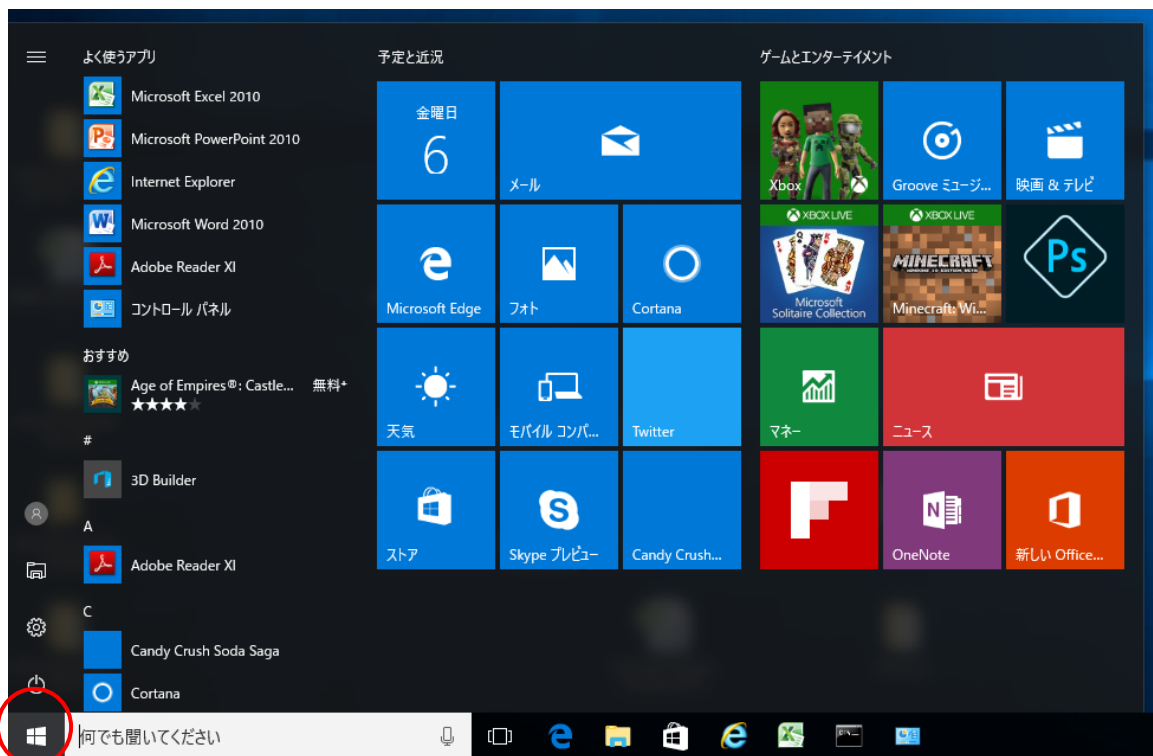 よく使うアプリ
Microsoft Excel 2010
Microsoft PowerPoint 2010
Internet Explorer
Microsoft Word 2010
Adobe Reader XI
コントロール パネル
おすすめ
Age of Empires®: Castle... 無料+
#
3D Builder
A
Adobe Reader XI
C
Candy Crush Soda Saga
Cortana
予定と近況
金曜日
6
メール
Microsoft Edge
フォト
Cortana
天気
モバイル コンパ...
Twitter
ストア
Skype プレビュー
Candy Crush...
ゲームとエンターテイメント
Xbox
Groove ミュージ...
映画 & テレビ
XBOX LIVE
Microsoft
Solitaire Collection
XBOX LIVE
MINECRAFT
WINDOWS 10 EDITION BETA
Minecraft: Wi...
Ps
マネー
ニュース
OneNote
新しい Office...
何でも聞いてください